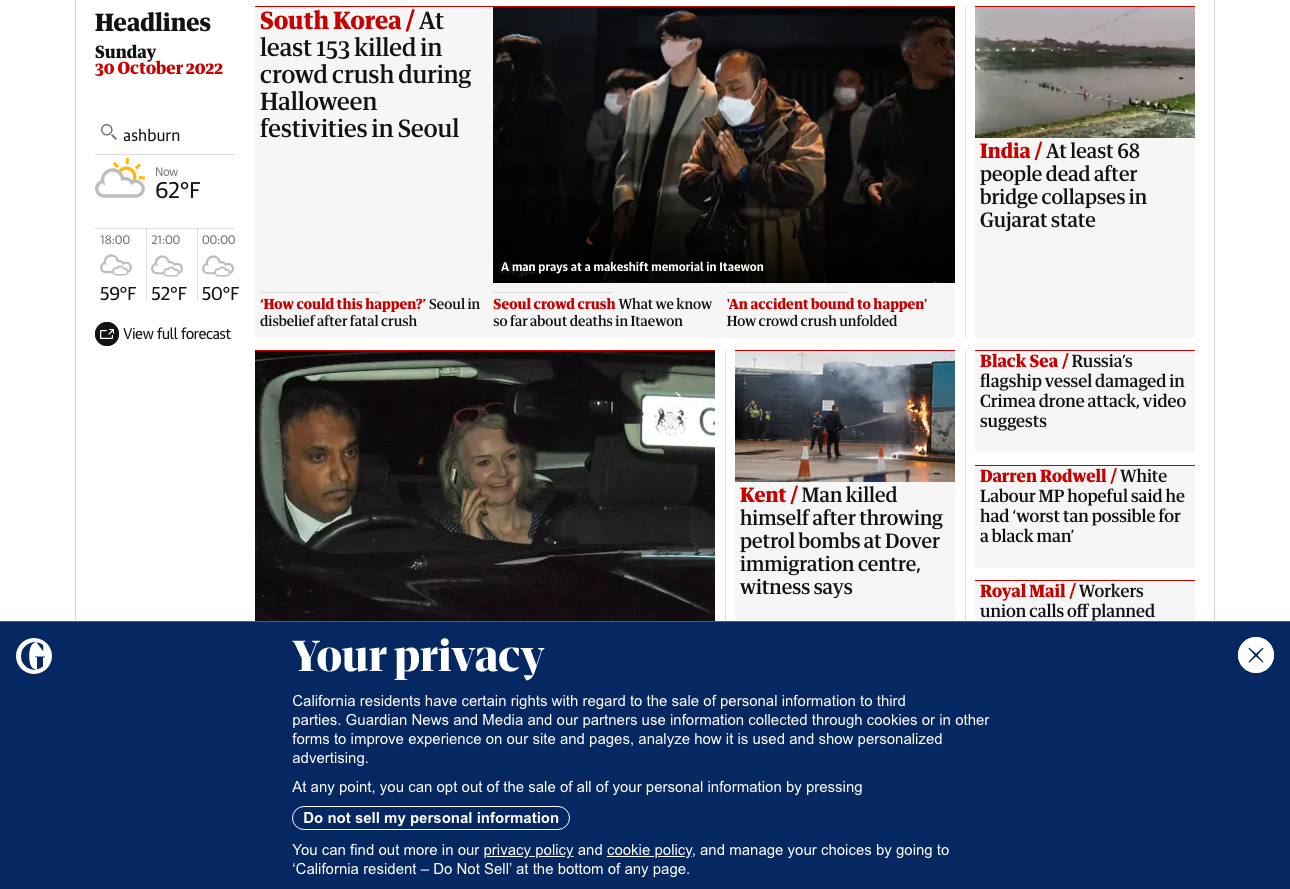 Headlines
Sunday
30 October 2022
ashburn
Now
62°F
18:00
21:00
00:00
59°F
52°F
50°F
View full forecast
South Korea / At
least 153 killed in
crowd crush during
Halloween
festivities in Seoul
A man prays at a makeshift memorial in Itaewon
‘How could this happen?’ Seoul in
disbelief after fatal crush
Seoul crowd crush What we know
so far about deaths in Itaewon
'An accident bound to happen'
How crowd crush unfolded
India / At least 68
people dead after
bridge collapses in
Gujarat state
G
Kent / Man killed
himself after throwing
petrol bombs at Dover
immigration centre,
witness says
Black Sea / Russia’s
flagship vessel damaged in
Crimea drone attack, video
suggests
Darren Rodwell / White
Labour MP hopeful said he
had ‘worst tan possible for
a black man’
Royal Mail / Workers
union calls off planned
Your privacy
California residents have certain rights with regard to the sale of personal information to third
parties. Guardian News and Media and our partners use information collected through cookies or in other
forms to improve experience on our site and pages, analyze how it is used and show personalized
advertising.
At any point, you can opt out of the sale of all of your personal information by pressing
Do not sell my personal information
You can find out more in our privacy policy and cookie policy, and manage your choices by going to
‘California resident – Do Not Sell’ at the bottom of any page.